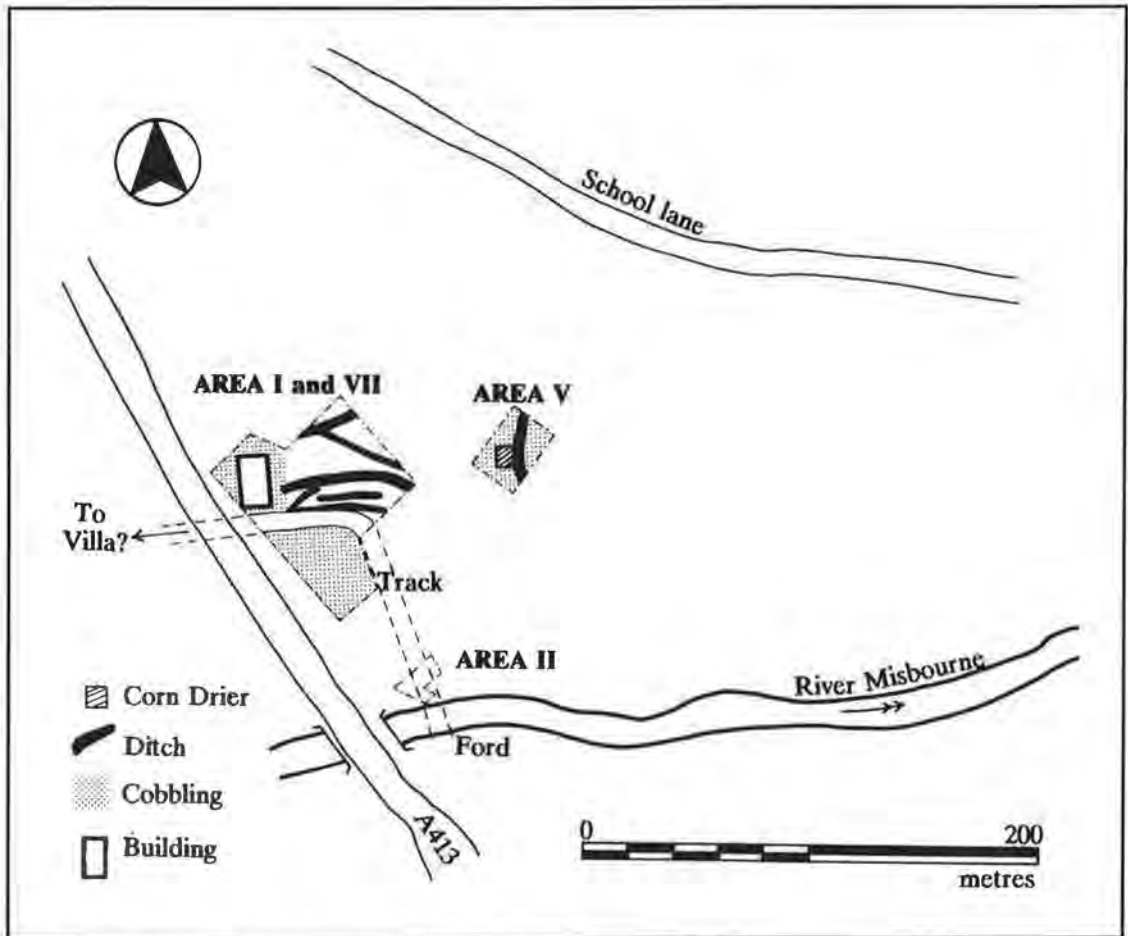 School lane
AREA I and VII
AREA V
To
Villa?
Track
AREA II
River Misbourne
Ford
A413
Corn Drier
Ditch
Cobbling
Building
0 200
metres